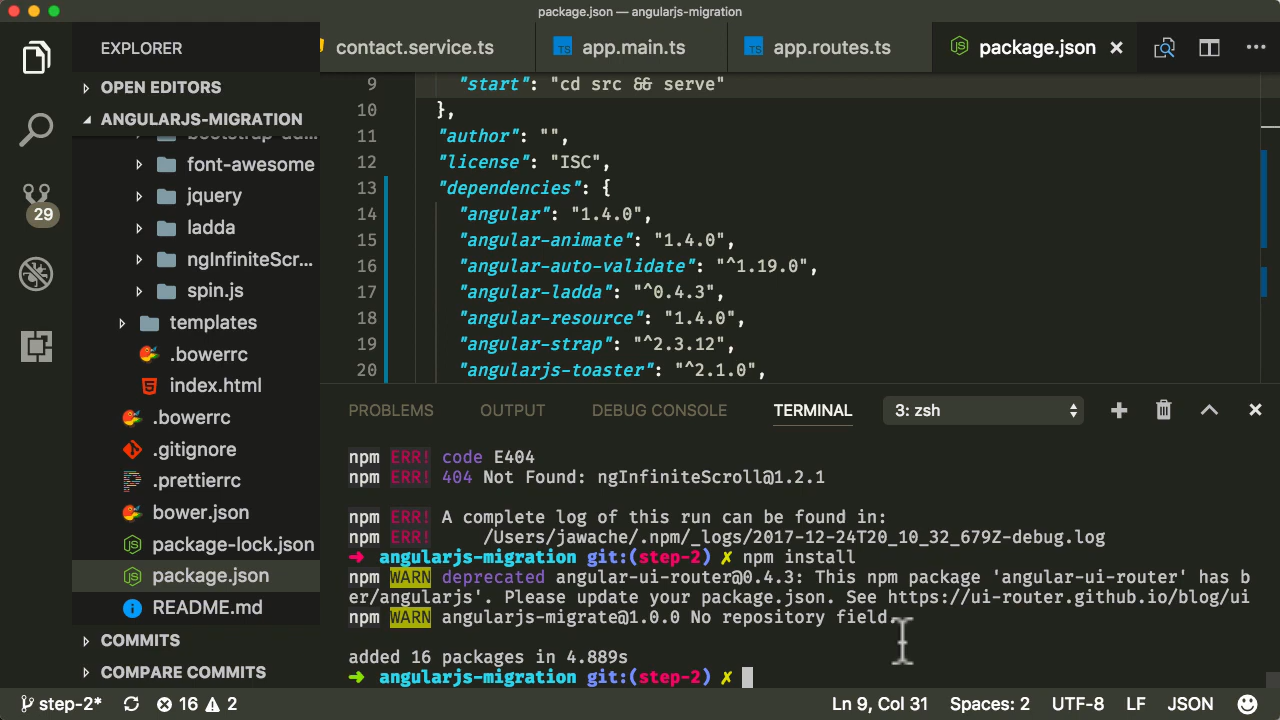 package.json — angularjs-migration
EXPLORER
contact.service.ts
app.main.ts
app.routes.ts
package.json
OPEN EDITORS
ANGULARJS-MIGRATION
font-awesome
jquery
ladda
ngInfiniteScr...
spin.js
templates
.bowerrc
index.html
.bowerrc
.gitignore
.prettierrc
bower.json
package-lock.json
package.json
README.md
COMMITS
COMPARE COMMITS
29
9 "start": "cd src && serve"
10 },
11 "author": "",
12 "license": "ISC",
13 "dependencies": {
14 "angular": "1.4.0",
15 "angular-animate": "1.4.0",
16 "angular-auto-validate": "^1.19.0",
17 "angular-ladda": "^0.4.3",
18 "angular-resource": "1.4.0",
19 "angular-strap": "^2.3.12",
20 "angularjs-toaster": "^2.1.0",
PROBLEMS OUTPUT DEBUG CONSOLE TERMINAL 3: zsh
npm ERR! code E404
npm ERR! 404 Not Found: ngInfiniteScroll@1.2.1
npm ERR! A complete log of this run can be found in:
npm ERR! /Users/jawache/.npm/_logs/2017-12-24T20_10_32_679Z-debug.log
➜ angularjs-migration git:(step-2) ✗ npm install
npm WARN deprecated angular-ui-router@0.4.3: This npm package 'angular-ui-router' has b
er/angularjs'. Please update your package.json. See https://ui-router.github.io/blog/ui
npm WARN angularjs-migrate@1.0.0 No repository field.
added 16 packages in 4.889s
➜ angularjs-migration git:(step-2) ✗
step-2* 16 2 Ln 9, Col 31 Spaces: 2 UTF-8 LF JSON